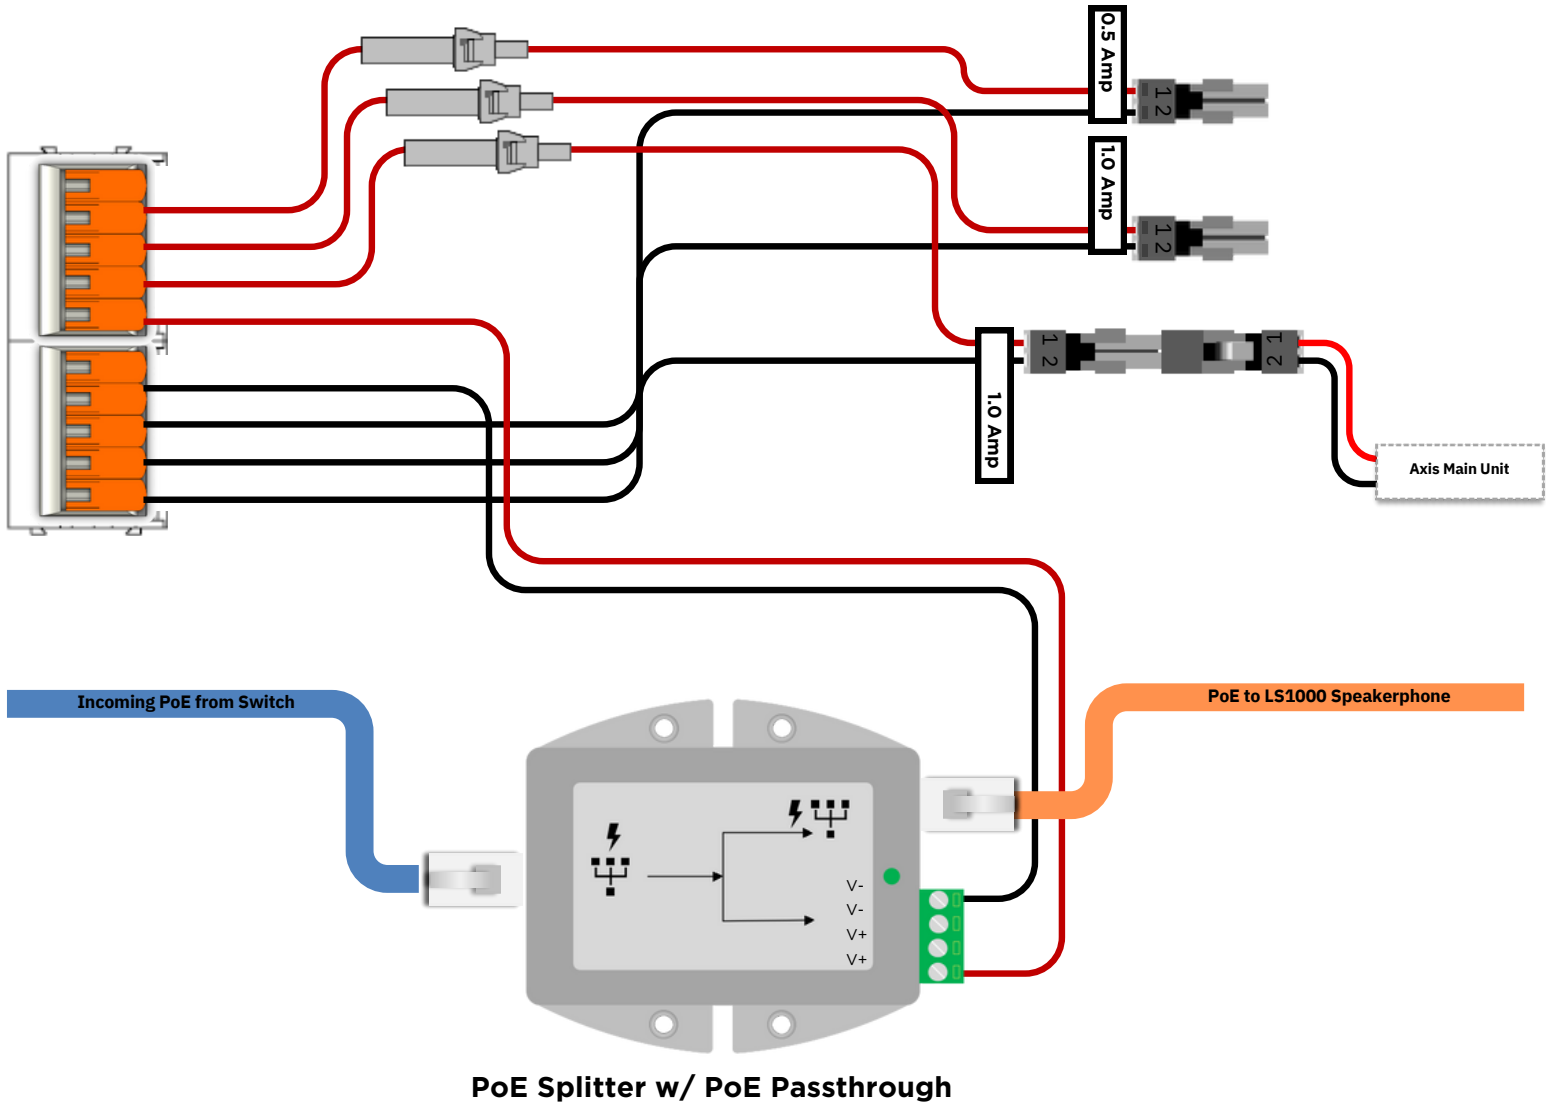 0.5 Amp
1
2
1.0 Amp
1
2
1
2
1
2
1.0 Amp
Axis Main Unit
Incoming PoE from Switch
PoE to LS1000 Speakerphone
V-
V-
V+
V+
PoE Splitter w/ PoE Passthrough